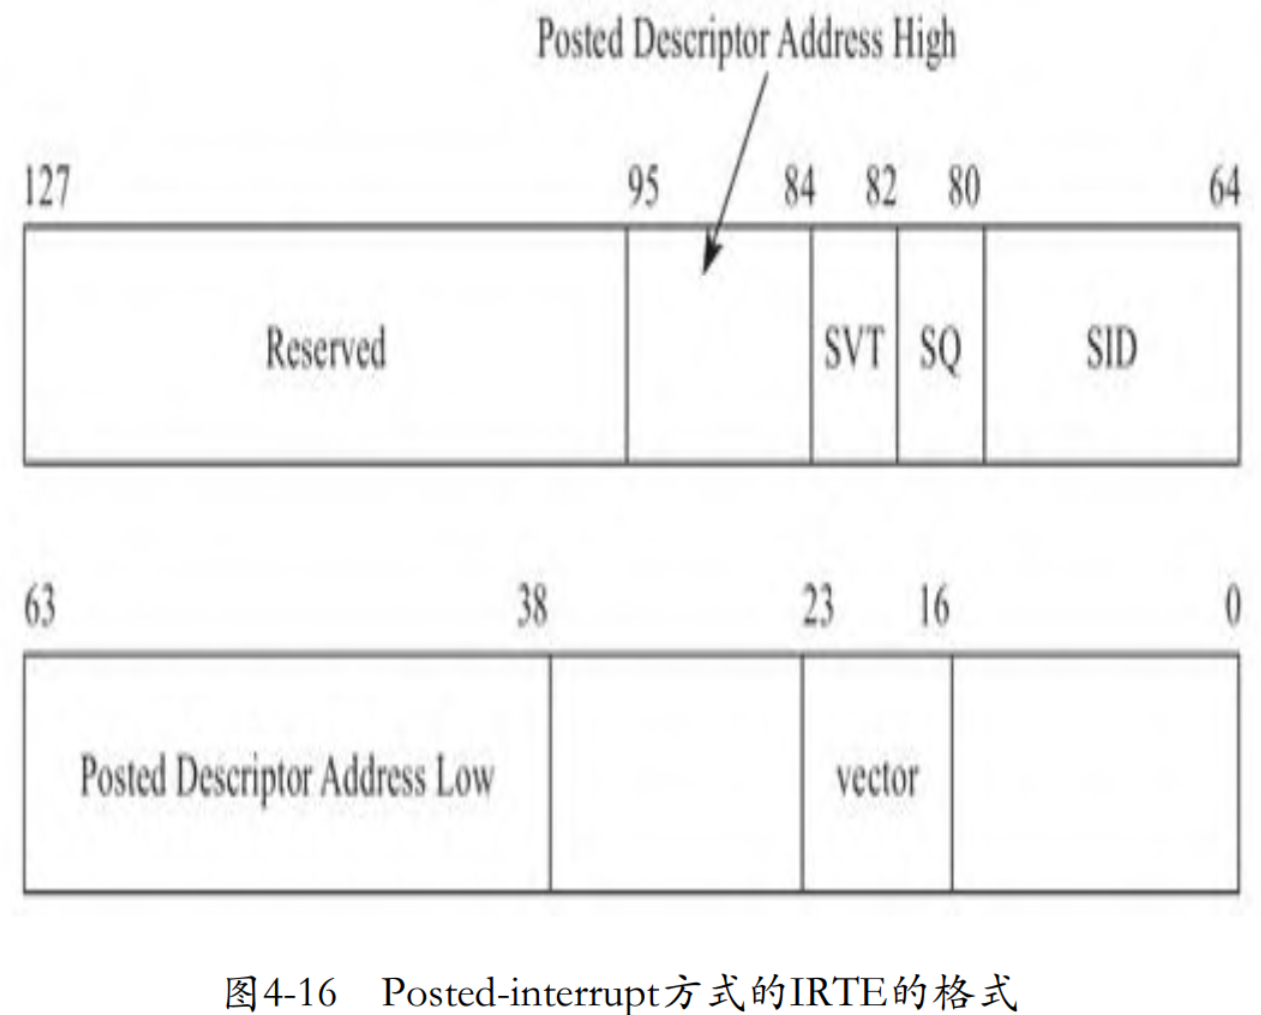 Posted Descriptor Address High
127 95 84 82 80 64
Reserved SVT SQ SID
63 38 23 16 0
Posted Descriptor Address Low vector
图4-16 Posted-interrupt方式的IRTE的格式